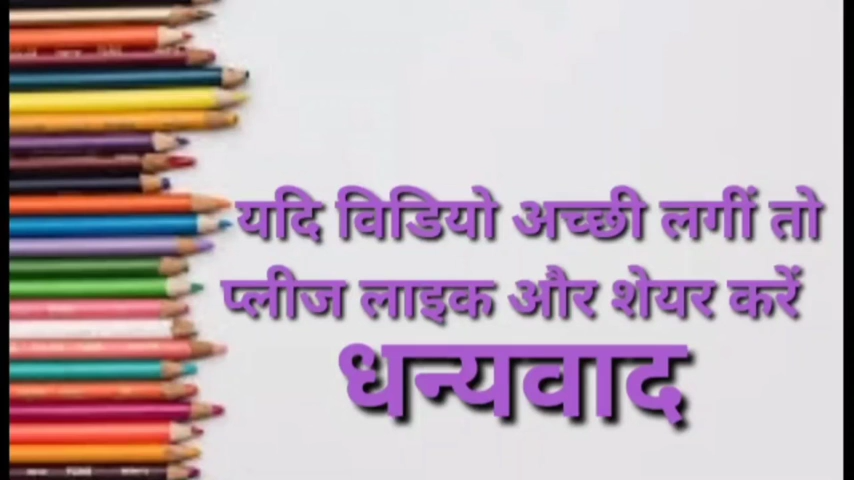 यदि विडियो अच्छी लगीं तो
प्लीज लाइक और शेयर करें
धन्यवाद